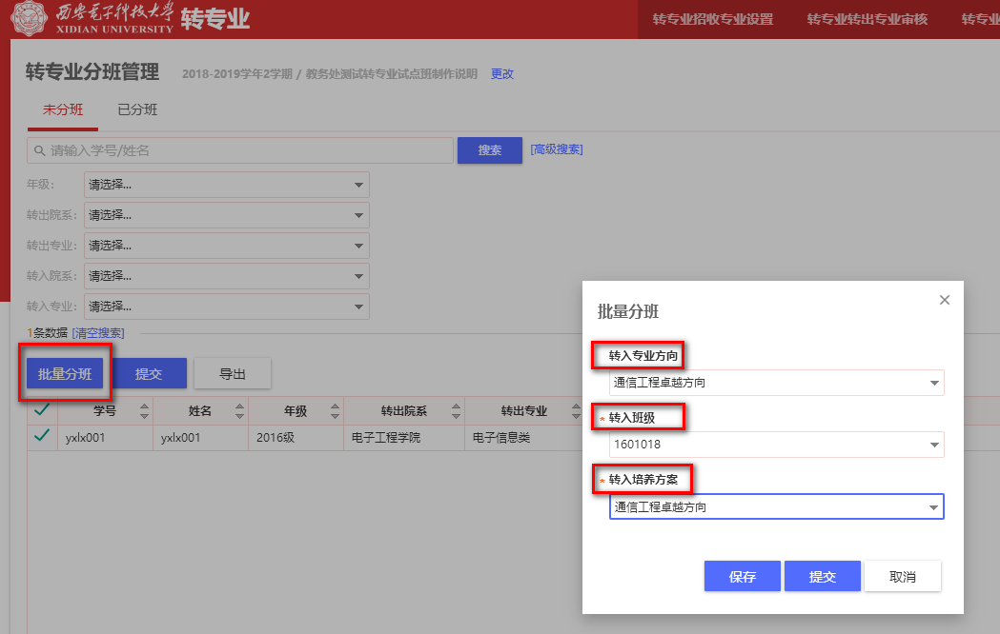 西安电子科技大学
XIDIAN UNIVERSITY
转专业
转专业招收专业设置
转专业转出专业审核
转专业
转专业分班管理
2018-2019学年2学期 / 教务处测试转专业试点班制作说明
更改
未分班
已分班
请输入学号/姓名
搜索
[高级搜索]
年级:
请选择...
转出院系:
请选择...
转出专业:
请选择...
转入院系:
请选择...
转入专业:
请选择...
1条数据 [清空搜索]
批量分班
提交
导出
学号
姓名
年级
转出院系
转出专业
yxlx001
yxlx001
2016级
电子工程学院
电子信息类
批量分班
转入专业方向
通信工程卓越方向
* 转入班级
1601018
* 转入培养方案
通信工程卓越方向
保存
提交
取消